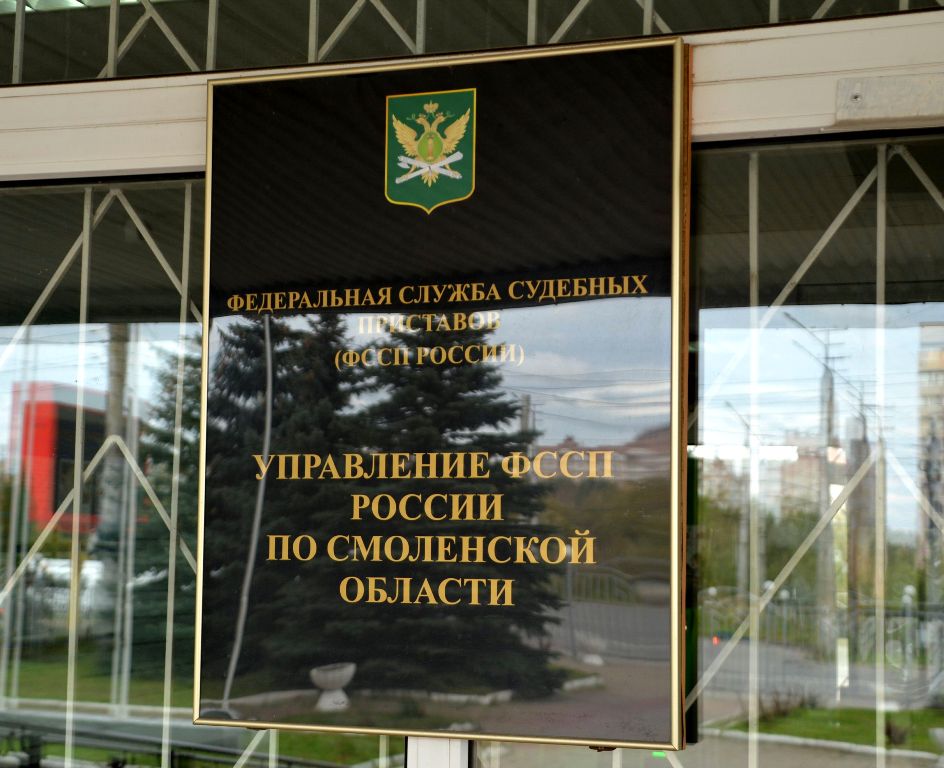 ФЕДЕРАЛЬНАЯ СЛУЖБА СУДЕБНЫХ
ПРИСТАВОВ
(ФССП РОССИИ)
УПРАВЛЕНИЕ ФССП
РОССИИ
ПО СМОЛЕНСКОЙ
ОБЛАСТИ